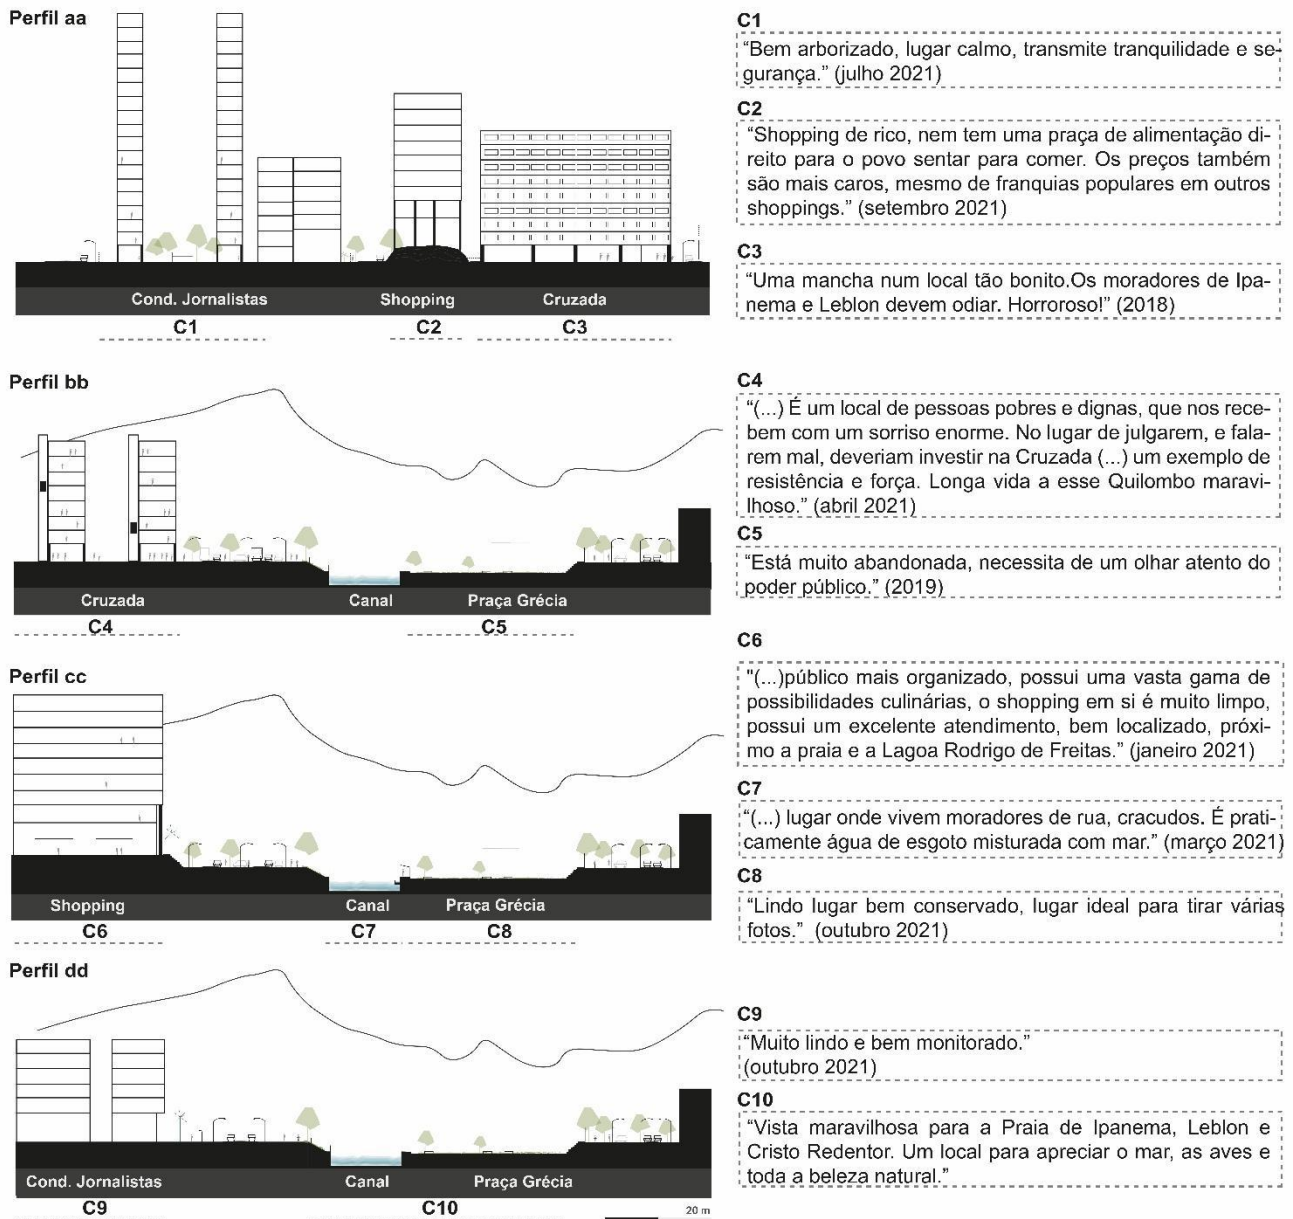 Perfil aa
Cond. Jornalistas
Shopping
Cruzada
C1
C2
C3
C1
“Bem arborizado, lugar calmo, transmite tranquilidade e se-
gurança.” (julho 2021)
C2
“Shopping de rico, nem tem uma praça de alimentação di-
reito para o povo sentar para comer. Os preços também
são mais caros, mesmo de franquias populares em outros
shoppings.” (setembro 2021)
C3
“Uma mancha num local tão bonito.Os moradores de Ipa-
nema e Leblon devem odiar. Horroroso!” (2018)
Perfil bb
Cruzada
Canal
Praça Grécia
C4
C5
C4
“(...) É um local de pessoas pobres e dignas, que nos rece-
bem com um sorriso enorme. No lugar de julgarem, e fala-
rem mal, deveriam investir na Cruzada (...) um exemplo de
resistência e força. Longa vida a esse Quilombo maravi-
lhoso.” (abril 2021)
C5
“Está muito abandonada, necessita de um olhar atento do
poder público.” (2019)
Perfil cc
Shopping
Canal
Praça Grécia
C6
C7
C8
C6
"(...)público mais organizado, possui uma vasta gama de
possibilidades culinárias, o shopping em si é muito limpo,
possui um excelente atendimento, bem localizado, próxi-
mo a praia e a Lagoa Rodrigo de Freitas.” (janeiro 2021)
C7
“(...) lugar onde vivem moradores de rua, cracudos. É prati-
camente água de esgoto misturada com mar.” (março 2021)
C8
“Lindo lugar bem conservado, lugar ideal para tirar várias
fotos.” (outubro 2021)
Perfil dd
Cond. Jornalistas
Canal
Praça Grécia
C9
C10
20 m
C9
“Muito lindo e bem monitorado.”
(outubro 2021)
C10
“Vista maravilhosa para a Praia de Ipanema, Leblon e
Cristo Redentor. Um local para apreciar o mar, as aves e
toda a beleza natural.”